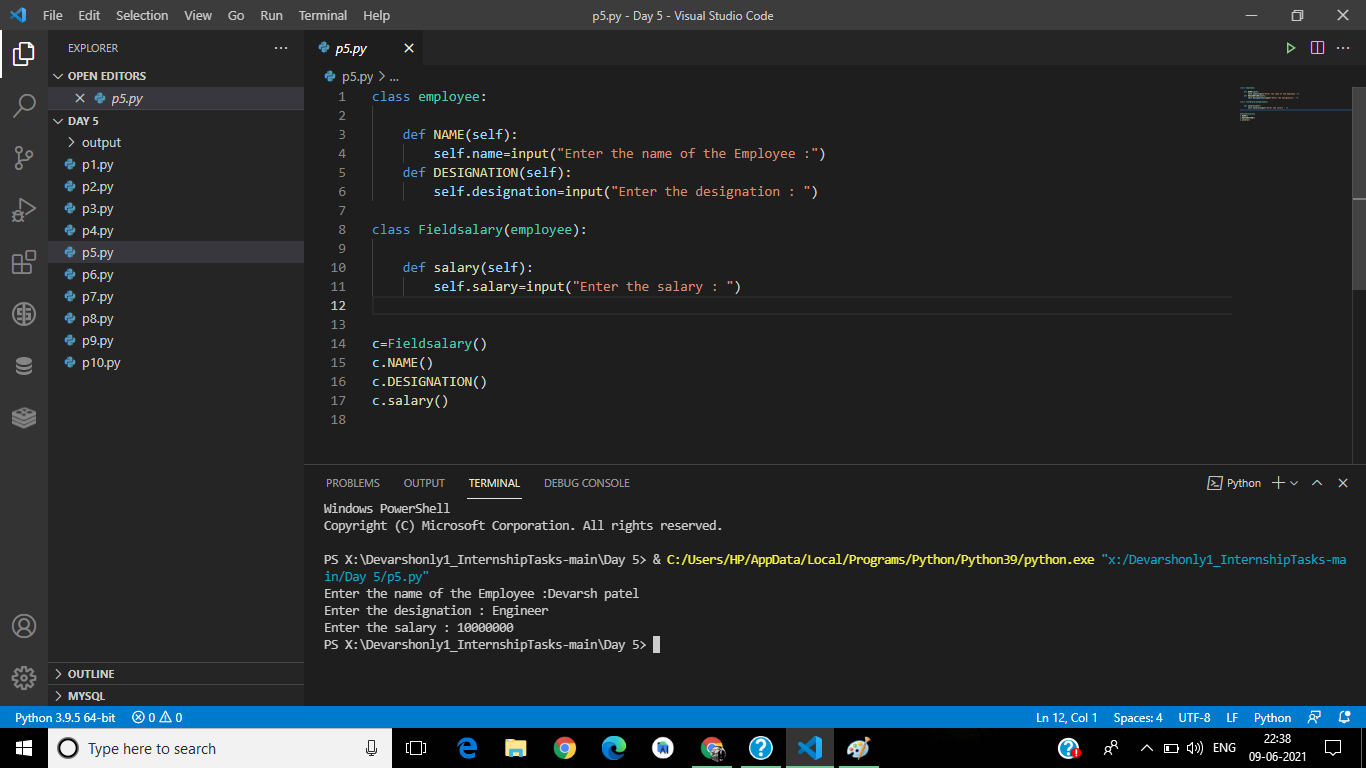 File Edit Selection View Go Run Terminal Help
p5.py - Day 5 - Visual Studio Code
EXPLORER
OPEN EDITORS
p5.py
DAY 5
output
p1.py
p2.py
p3.py
p4.py
p5.py
p6.py
p7.py
p8.py
p9.py
p10.py
OUTLINE
MYSQL
p5.py
p5.py > ...
1 class employee:
2
3     def NAME(self):
4         self.name=input("Enter the name of the Employee :")
5     def DESIGNATION(self):
6         self.designation=input("Enter the designation : ")
7
8 class Fieldsalary(employee):
9
10     def salary(self):
11         self.salary=input("Enter the salary : ")
12
13
14 c=Fieldsalary()
15 c.NAME()
16 c.DESIGNATION()
17 c.salary()
18
PROBLEMS OUTPUT TERMINAL DEBUG CONSOLE
Python
Windows PowerShell
Copyright (C) Microsoft Corporation. All rights reserved.
PS X:\Devarshonly1_InternshipTasks-main\Day 5> & C:/Users/HP/AppData/Local/Programs/Python/Python39/python.exe "x:/Devarshonly1_InternshipTasks-ma
in/Day 5/p5.py"
Enter the name of the Employee :Devarsh patel
Enter the designation : Engineer
Enter the salary : 10000000
PS X:\Devarshonly1_InternshipTasks-main\Day 5>
Python 3.9.5 64-bit 0 0
Ln 12, Col 1 Spaces: 4 UTF-8 LF Python
Type here to search
ENG
22:38
09-06-2021